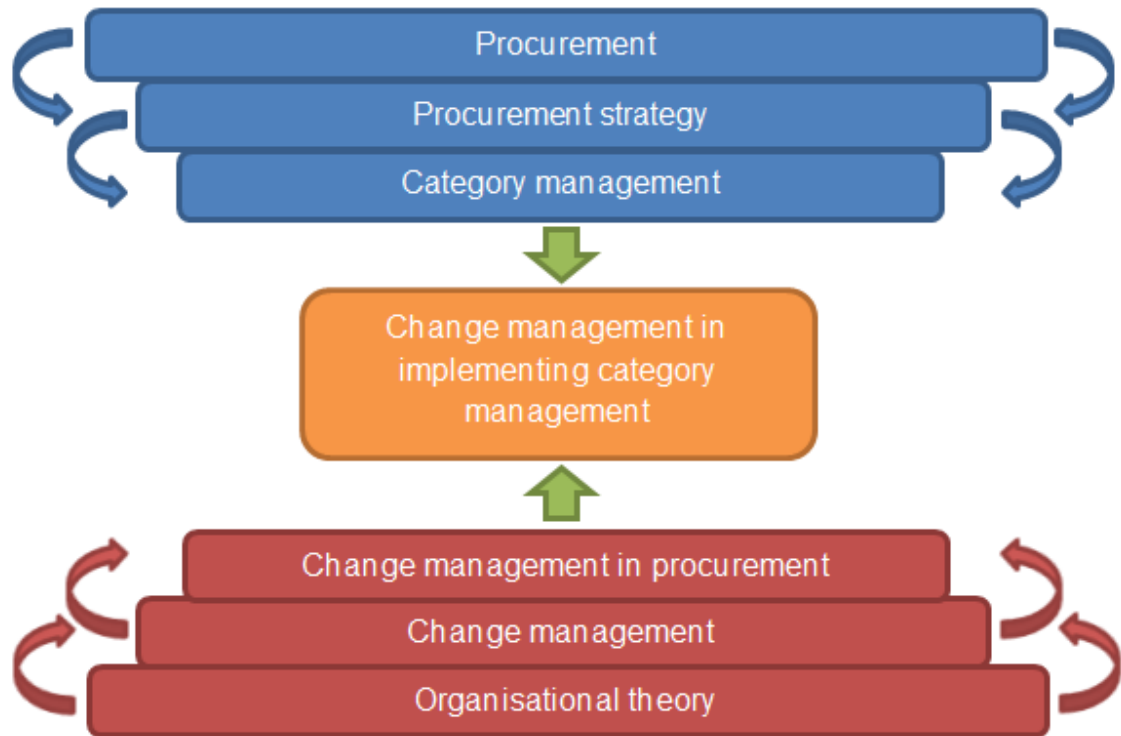 Procurement
Procurement strategy
Category management
Change management in
implementing category
management
Change management in procurement
Change management
Organisational theory